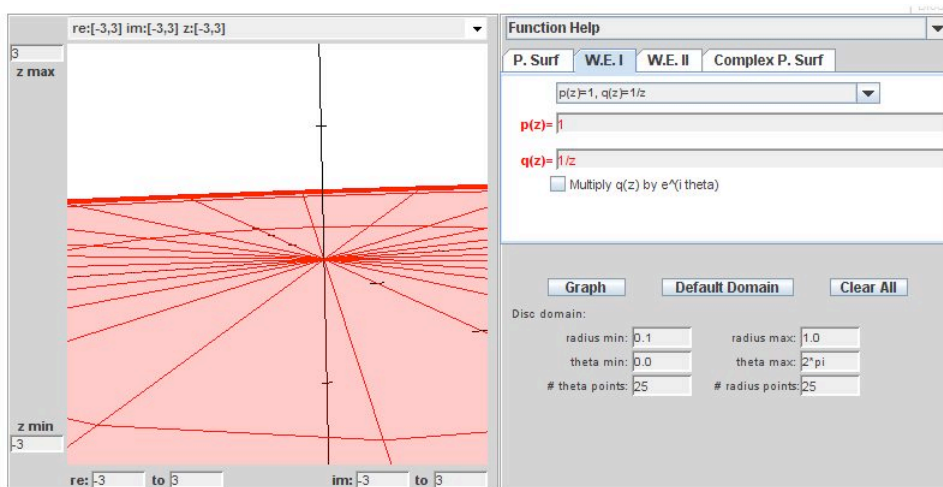 re:[-3,3] im:[-3,3] z:[-3,3]
3
z max
z min
-3
re: -3 to 3 im: -3 to 3
Function Help
P. Surf W.E. I W.E. II Complex P. Surf
p(z)=1, q(z)=1/z
p(z)= 1
q(z)= 1/z
Multiply q(z) by e^(i theta)
Graph Default Domain Clear All
Disc domain:
radius min: 0.1 radius max: 1.0
theta min: 0.0 theta max: 2*pi
# theta points: 25 # radius points: 25